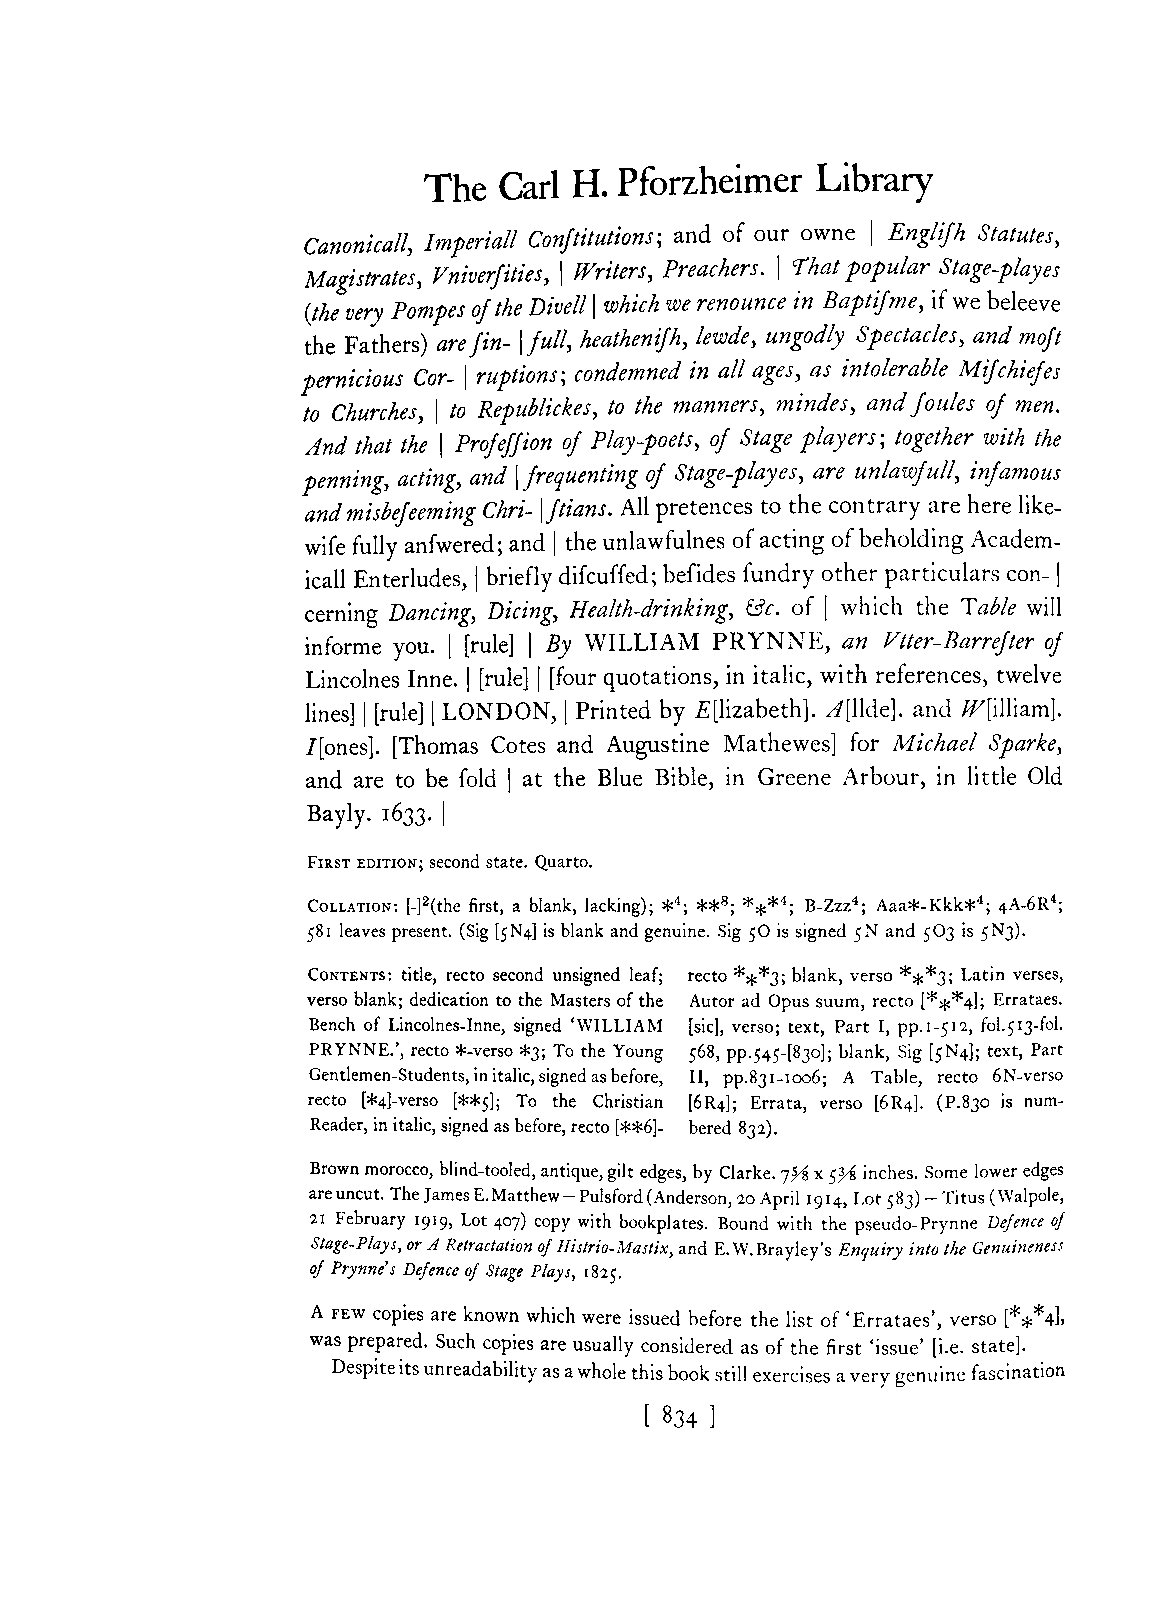 The Carl H. Pforzheimer Library
Canonicall, Imperiall Conſtitutions; and of our owne | Engliſh Statutes,
Magistrates, Vniverſities, | Writers, Preachers. | That popular Stage-playes
(the very Pompes of the Divell | which we renounce in Baptiſme, if we beleeve
the Fathers) are ſin- | full, heatheniſh, lewde, ungodly Spectacles, and moſt
pernicious Cor- | ruptions; condemned in all ages, as intolerable Miſchiefes
to Churches, | to Republickes, to the manners, mindes, and ſoules of men.
And that the | Profeſſion of Play-poets, of Stage players; together with the
penning, acting, and | frequenting of Stage-playes, are unlawfull, infamous
and misbeſeeming Chri- | ſtians. All pretences to the contrary are here like-
wiſe fully anſwered; and | the unlawfulnes of acting of beholding Academ-
icall Enterludes, | briefly diſcuſſed; beſides ſundry other particulars con- |
cerning Dancing, Dicing, Health-drinking, &c. of | which the Table will
informe you. | [rule] | By WILLIAM PRYNNE, an Vtter-Barreſter of
Lincolnes Inne. | [rule] | [four quotations, in italic, with references, twelve
lines] | [rule] | LONDON, | Printed by E[lizabeth]. A[llde]. and W[illiam].
I[ones]. [Thomas Cotes and Augustine Mathewes] for Michael Sparke,
and are to be ſold | at the Blue Bible, in Greene Arbour, in little Old
Bayly. 1633. |
FIRST EDITION; second state. Quarto.
COLLATION: [-]²(the first, a blank, lacking); *⁴; **⁸; ***⁴; B-Zzz⁴; Aaa*-Kkk*⁴; 4A-6R⁴;
581 leaves present. (Sig [5N4] is blank and genuine. Sig 5O is signed 5N and 5O3 is 5N3).
CONTENTS: title, recto second unsigned leaf;
verso blank; dedication to the Masters of the
Bench of Lincolnes-Inne, signed ‘WILLIAM
PRYNNE.’, recto *-verso *3; To the Young
Gentlemen-Students, in italic, signed as before,
recto [*4]-verso [**5]; To the Christian
Reader, in italic, signed as before, recto [**6]-
recto ***3; blank, verso ***3; Latin verses,
Autor ad Opus suum, recto [***4]; Errataes.
[sic], verso; text, Part I, pp.1-512, fol.513-fol.
568, pp.545-[830]; blank, Sig [5N4]; text, Part
II, pp.831-1006; A Table, recto 6N-verso
[6R4]; Errata, verso [6R4]. (P.830 is num-
bered 832).
Brown morocco, blind-tooled, antique, gilt edges, by Clarke. 7⅝ x 5⅜ inches. Some lower edges
are uncut. The James E. Matthew — Pulsford (Anderson, 20 April 1914, Lot 583) — Titus (Walpole,
21 February 1919, Lot 407) copy with bookplates. Bound with the pseudo-Prynne Defence of
Stage-Plays, or A Retractation of Histrio-Mastix, and E.W.Brayley's Enquiry into the Genuineness
of Prynne's Defence of Stage Plays, 1825.
A FEW copies are known which were issued before the list of ‘Errataes’, verso [***4],
was prepared. Such copies are usually considered as of the first ‘issue’ [i.e. state].
Despite its unreadability as a whole this book still exercises a very genuine fascination
[ 834 ]